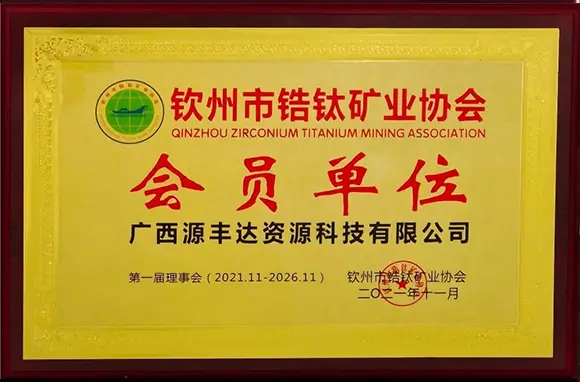 钦州市锆钛矿业协会
QINZHOU ZIRCONIUM TITANIUM MINING ASSOCIATION
会员单位
广西源丰达资源科技有限公司
第一届理事会（2021.11-2026.11）
钦州市锆钛矿业协会
二〇二一年十一月